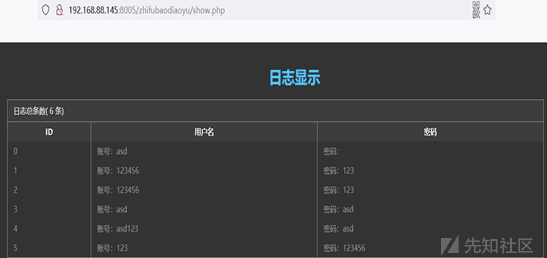 192.168.88.145:8005/zhifubaodiaoyu/show.php
日志显示
日志总条数( 6 条)
ID 用户名 密码
0 账号：asd 密码：
1 账号：123456 密码：123
2 账号：123456 密码：123
3 账号：asd 密码：asd
4 账号：asd123 密码：asd
5 账号：123 密码：123456
先知社区